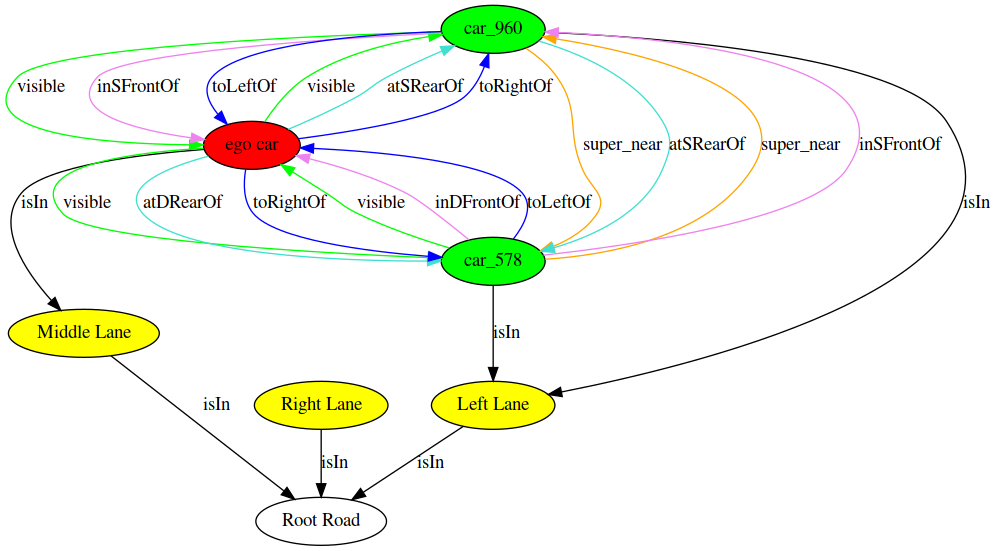 car_960
visible
inSFrontOf
toLeftOf
visible
atSRearOf
toRightOf
ego car
super_near
atSRearOf
super_near
inSFrontOf
isIn
visible
atDRearOf
toRightOf
visible
inDFrontOf
toLeftOf
isIn
car_578
Middle Lane
isIn
isIn
Right Lane
Left Lane
isIn
isIn
Root Road